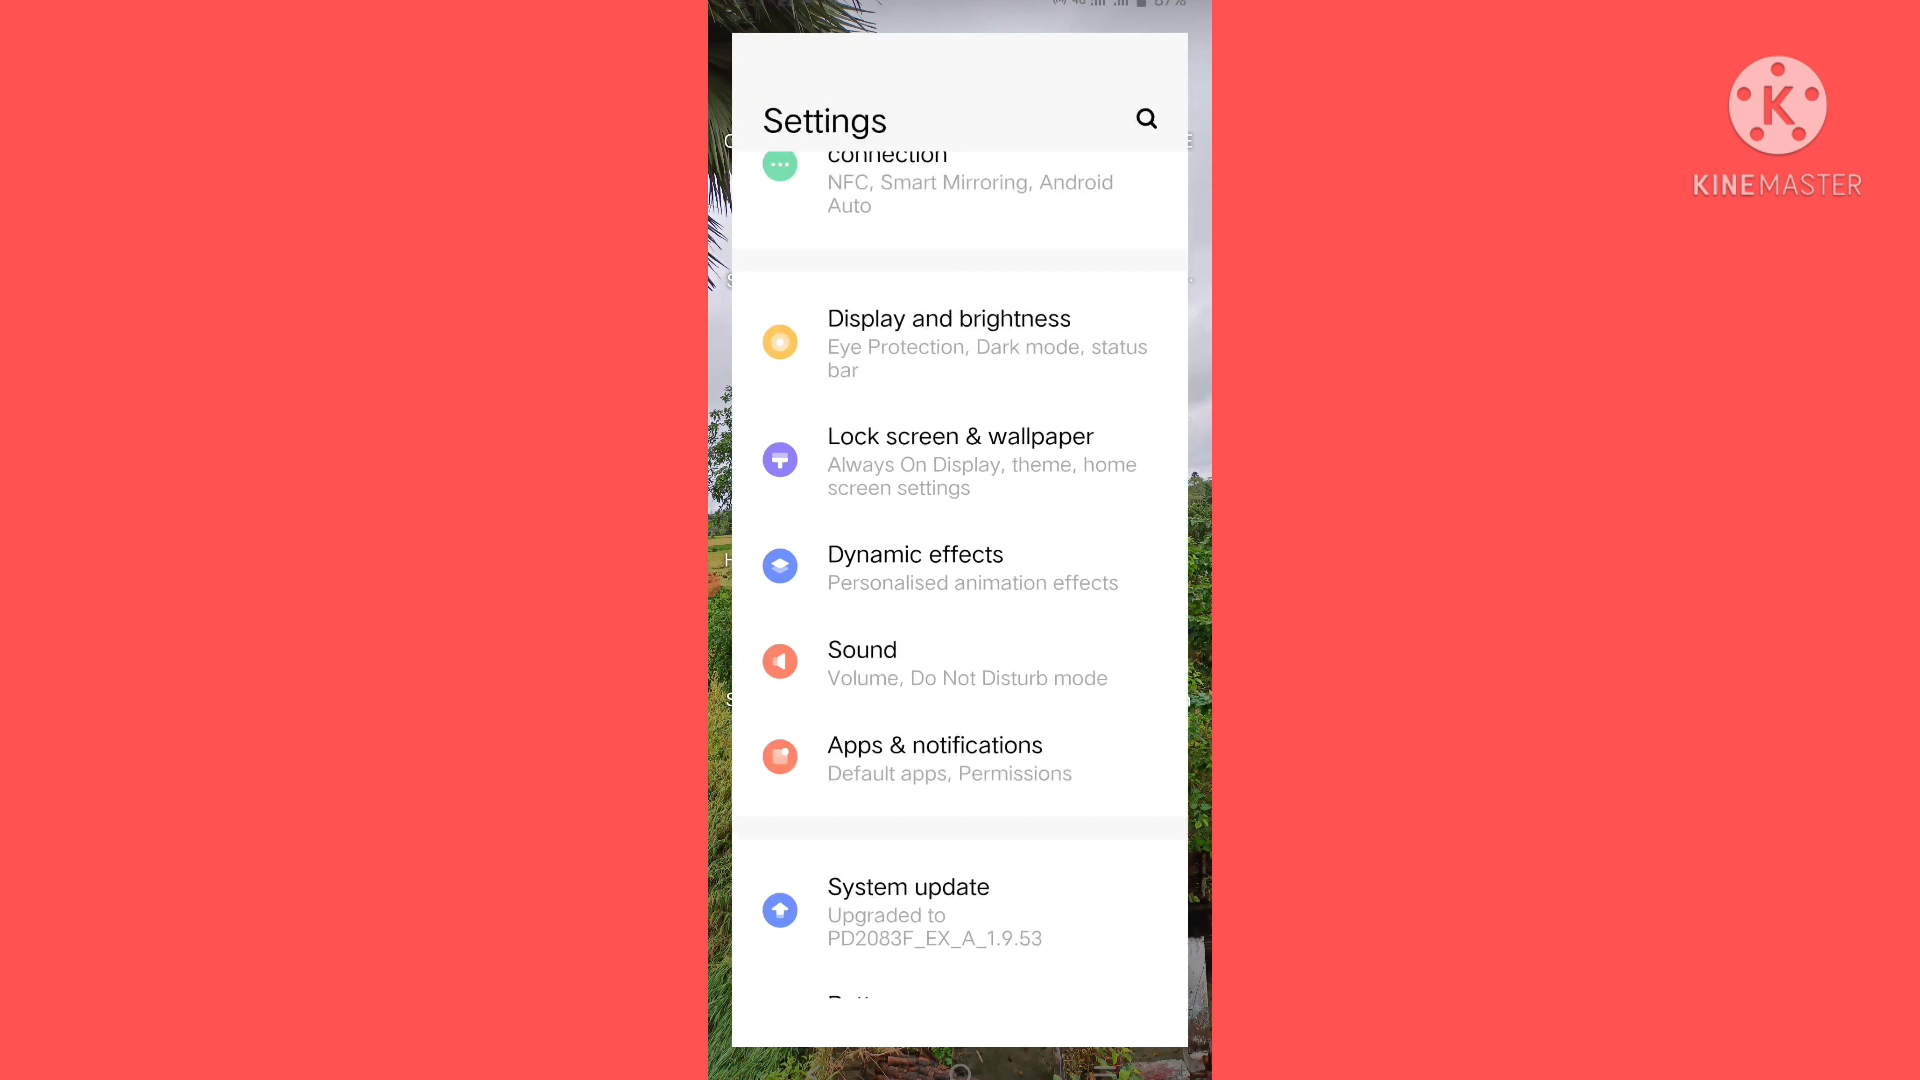 87%
Settings
KINEMASTER
connection
NFC, Smart Mirroring, Android
Auto
Display and brightness
Eye Protection, Dark mode, status
bar
Lock screen & wallpaper
Always On Display, theme, home
screen settings
Dynamic effects
Personalised animation effects
Sound
Volume, Do Not Disturb mode
Apps & notifications
Default apps, Permissions
System update
Upgraded to
PD2083F_EX_A_1.9.53